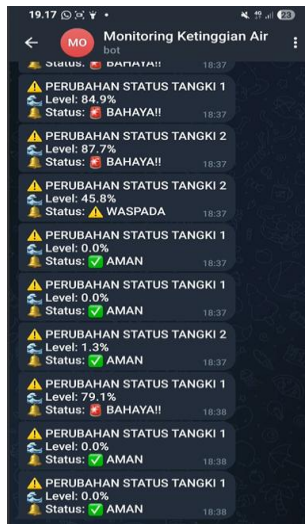 19.17
23
MO
Monitoring Ketinggian Air
bot
Status: 🚨 BAHAYA!!
18:37
⚠️ PERUBAHAN STATUS TANGKI 1
🌊 Level: 84.9%
🔔 Status: 🚨 BAHAYA!!
18:37
⚠️ PERUBAHAN STATUS TANGKI 2
🌊 Level: 87.7%
🔔 Status: 🚨 BAHAYA!!
18:37
⚠️ PERUBAHAN STATUS TANGKI 2
🌊 Level: 45.8%
🔔 Status: ⚠️ WASPADA
18:37
⚠️ PERUBAHAN STATUS TANGKI 1
🌊 Level: 0.0%
🔔 Status: ✅ AMAN
18:37
⚠️ PERUBAHAN STATUS TANGKI 1
🌊 Level: 0.0%
🔔 Status: ✅ AMAN
18:37
⚠️ PERUBAHAN STATUS TANGKI 2
🌊 Level: 1.3%
🔔 Status: ✅ AMAN
18:37
⚠️ PERUBAHAN STATUS TANGKI 1
🌊 Level: 79.1%
🔔 Status: 🚨 BAHAYA!!
18:38
⚠️ PERUBAHAN STATUS TANGKI 1
🌊 Level: 0.0%
🔔 Status: ✅ AMAN
18:38
⚠️ PERUBAHAN STATUS TANGKI 1
🌊 Level: 0.0%
🔔 Status: ✅ AMAN
18:38